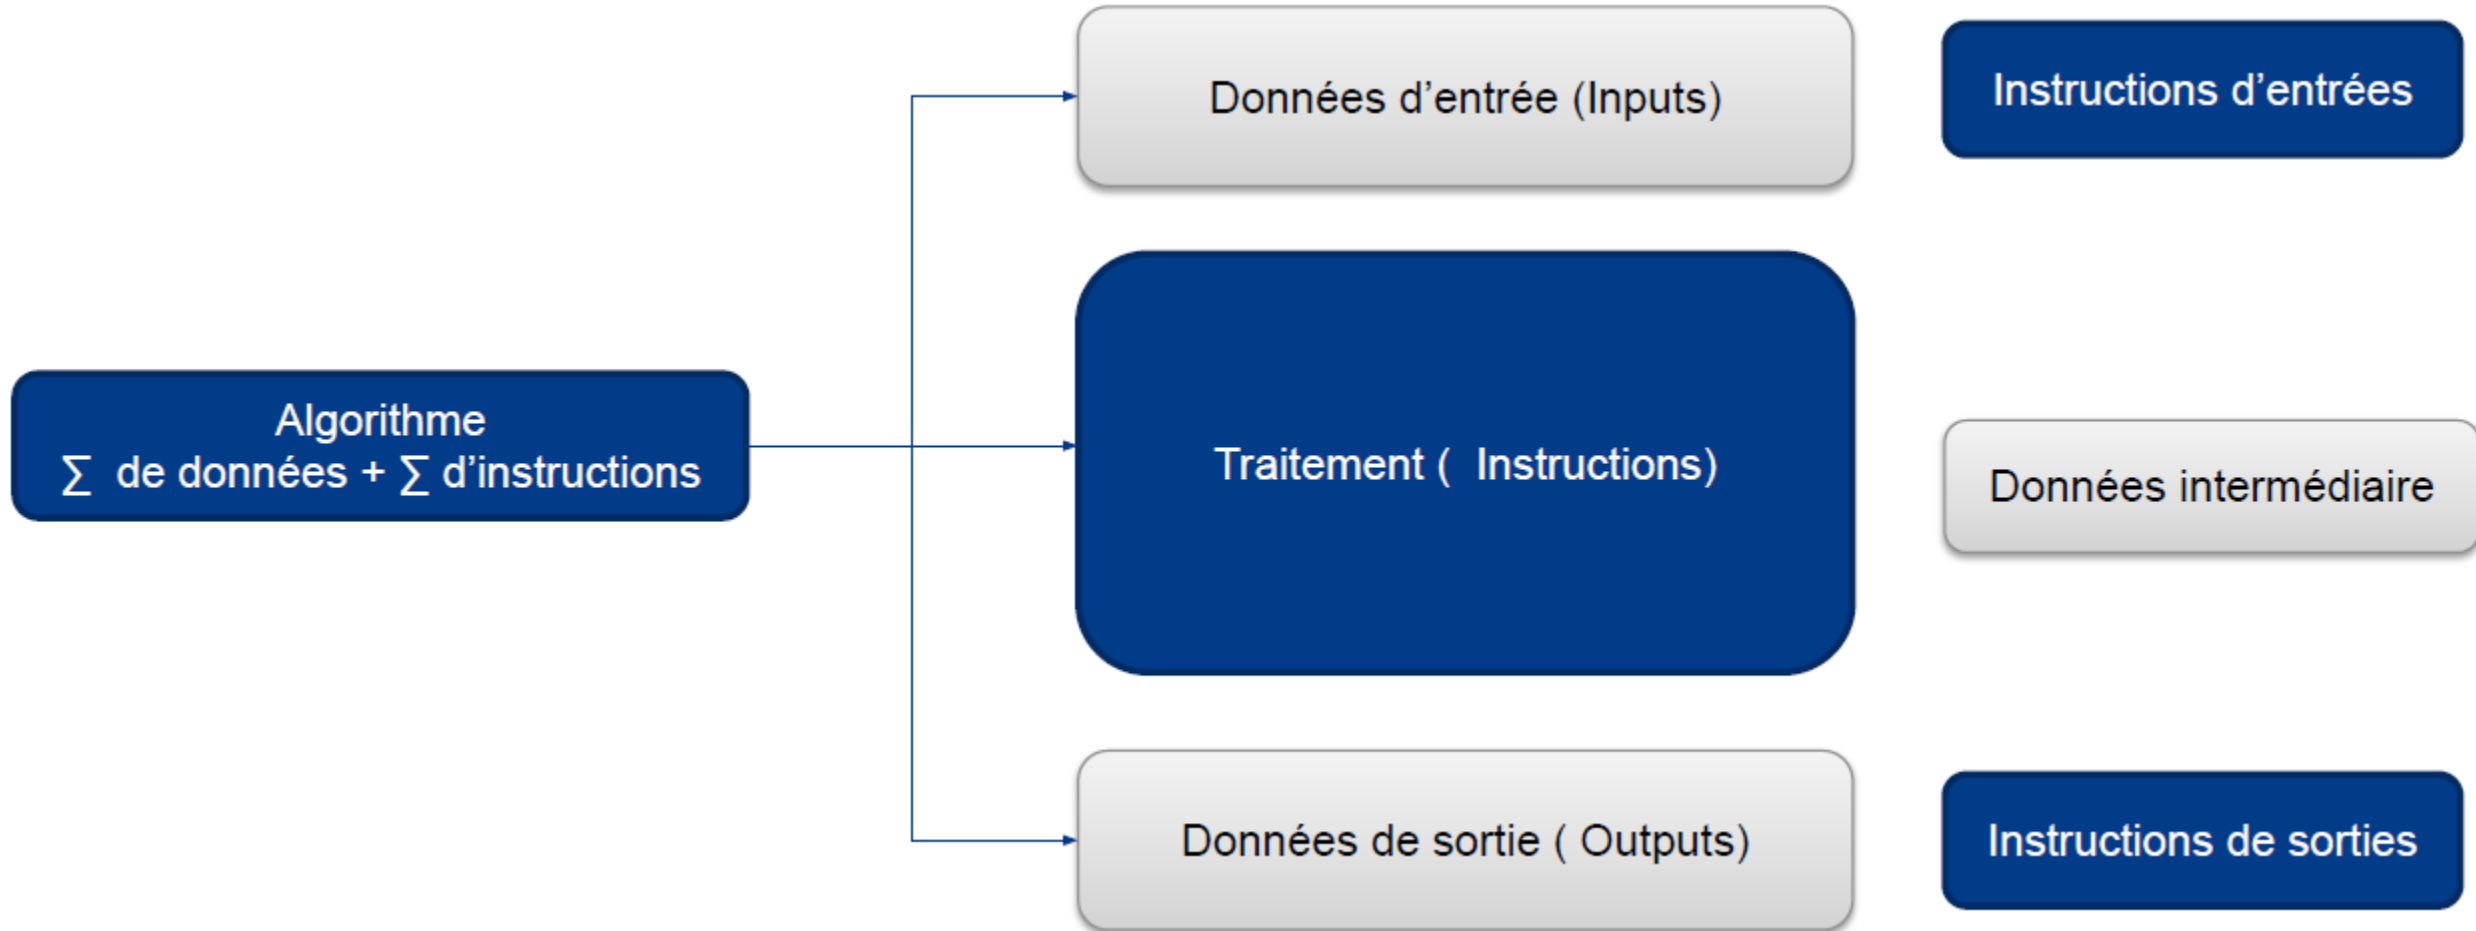 Données d’entrée (Inputs)
Instructions d’entrées
Algorithme
∑ de données + ∑ d’instructions
Traitement ( Instructions)
Données intermédiaire
Données de sortie ( Outputs)
Instructions de sorties